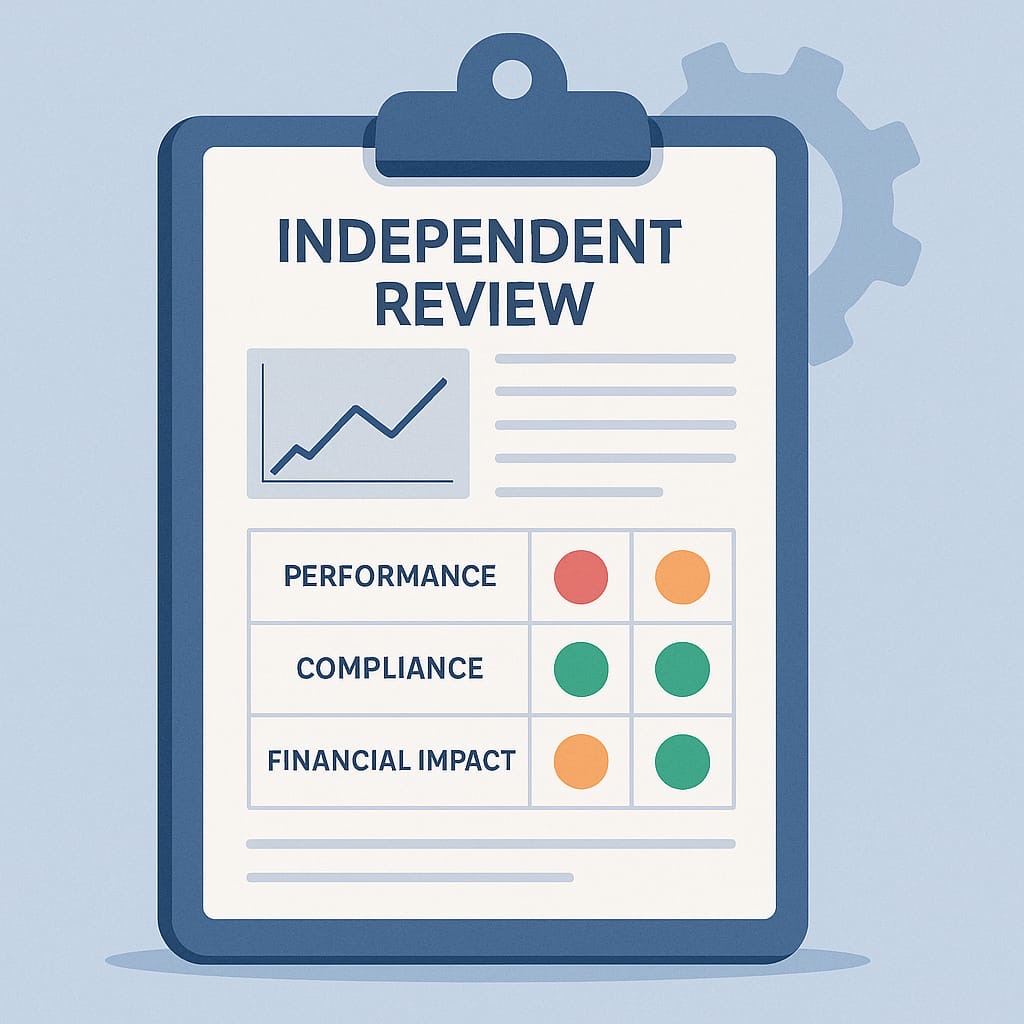 INDEPENDENT
REVIEW
PERFORMANCE
COMPLIANCE
FINANCIAL IMPACT